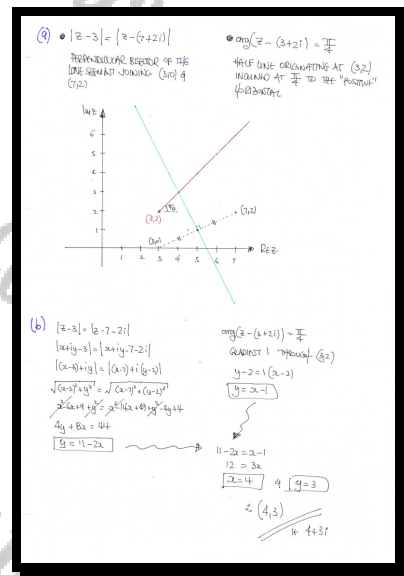 (a) • |z-3| = |z-(7+2i)|
PERPENDICULAR BISECTOR OF THE
LINE SEGMENT JOINING (3,0) &
(7,2)
• arg(z-(3+2i) = π/4
HALF LINE ORIGINATING AT (3,2)
INCLINED AT π/4 TO THE "POSITIVE"
HORIZONTAL
Im z
6
5
4
3
2
1
(3,2)
π/4
(7,2)
(3,0)
1 2 3 4 5 6 7
Re z
(b) |z-3| = |z-7-2i|
|x+iy-3| = |x+iy-7-2i|
|(x-3)+iy| = |(x-7)+i(y-2)|
√(x-3)²+y² = √(x-7)²+(y-2)²
x²-6x+9+y² = x²-14x+49+y²-4y+4
4y+8x = 44
y = 11-2x
arg(z-(3+2i)) = π/4
QUADRANT 1 THROUGH (3,2)
y-2=1(x-3)
y=x-1
11-2x=x-1
12 = 3x
x=4 & y=3
∴ (4,3)
IE 4+3i